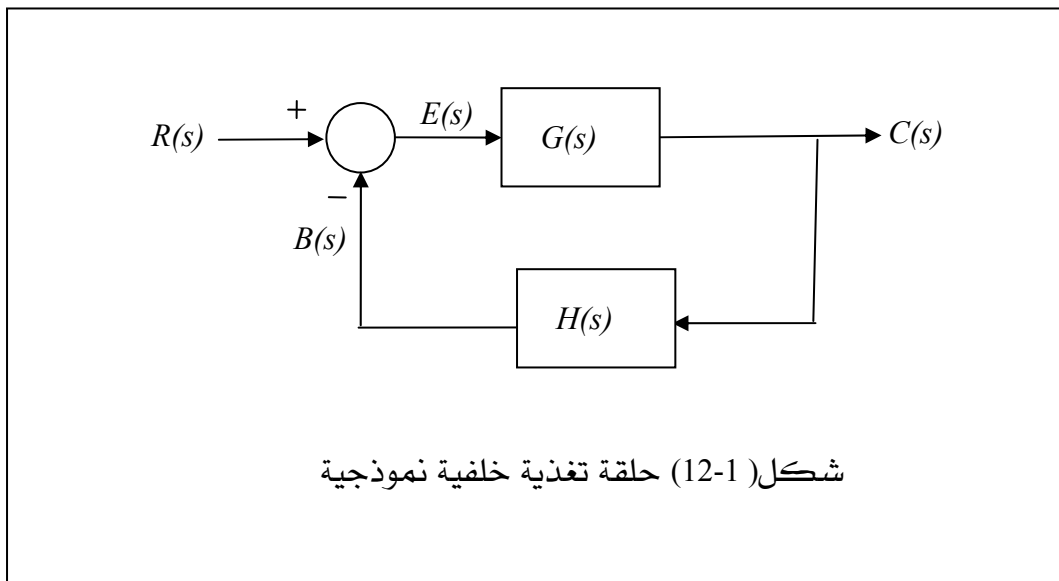 +
E(s)
R(s)
G(s)
C(s)
−
B(s)
H(s)
شكل( 1-12) حلقة تغذية خلفية نموذجية